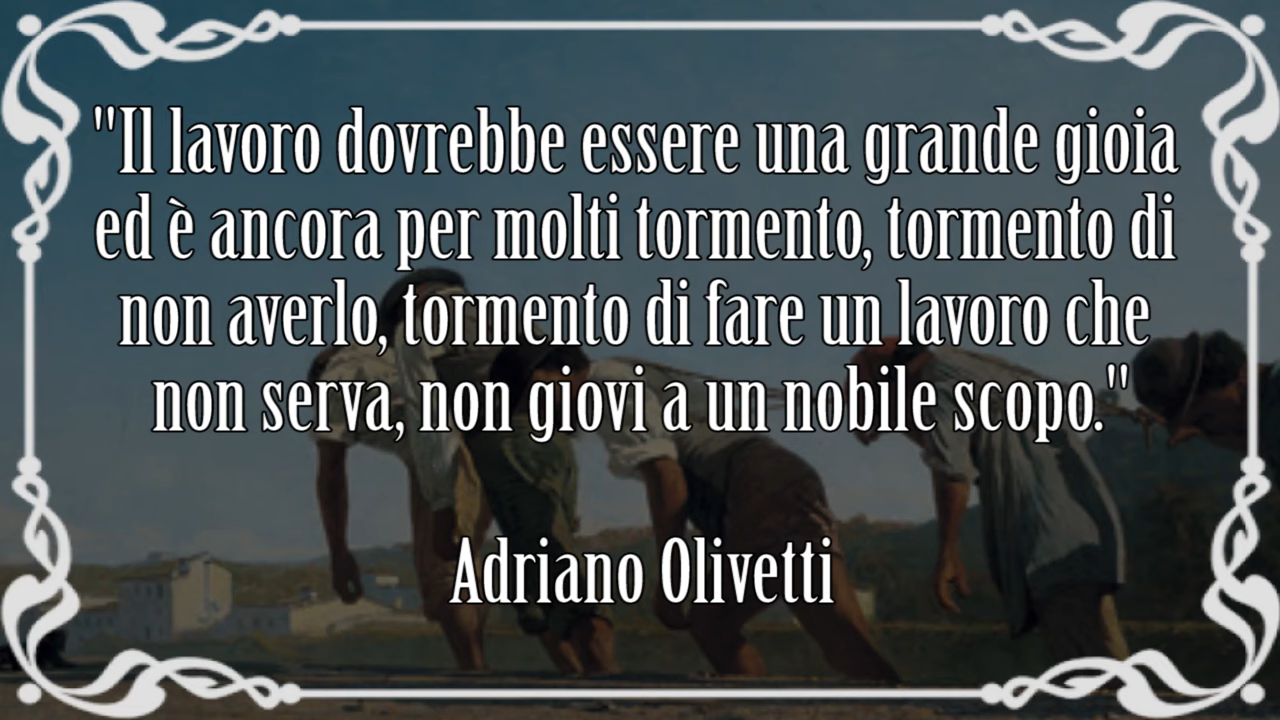 "Il lavoro dovrebbe essere una grande gioia
ed è ancora per molti tormento, tormento di
non averlo, tormento di fare un lavoro che
non serva, non giovi a un nobile scopo."
Adriano Olivetti